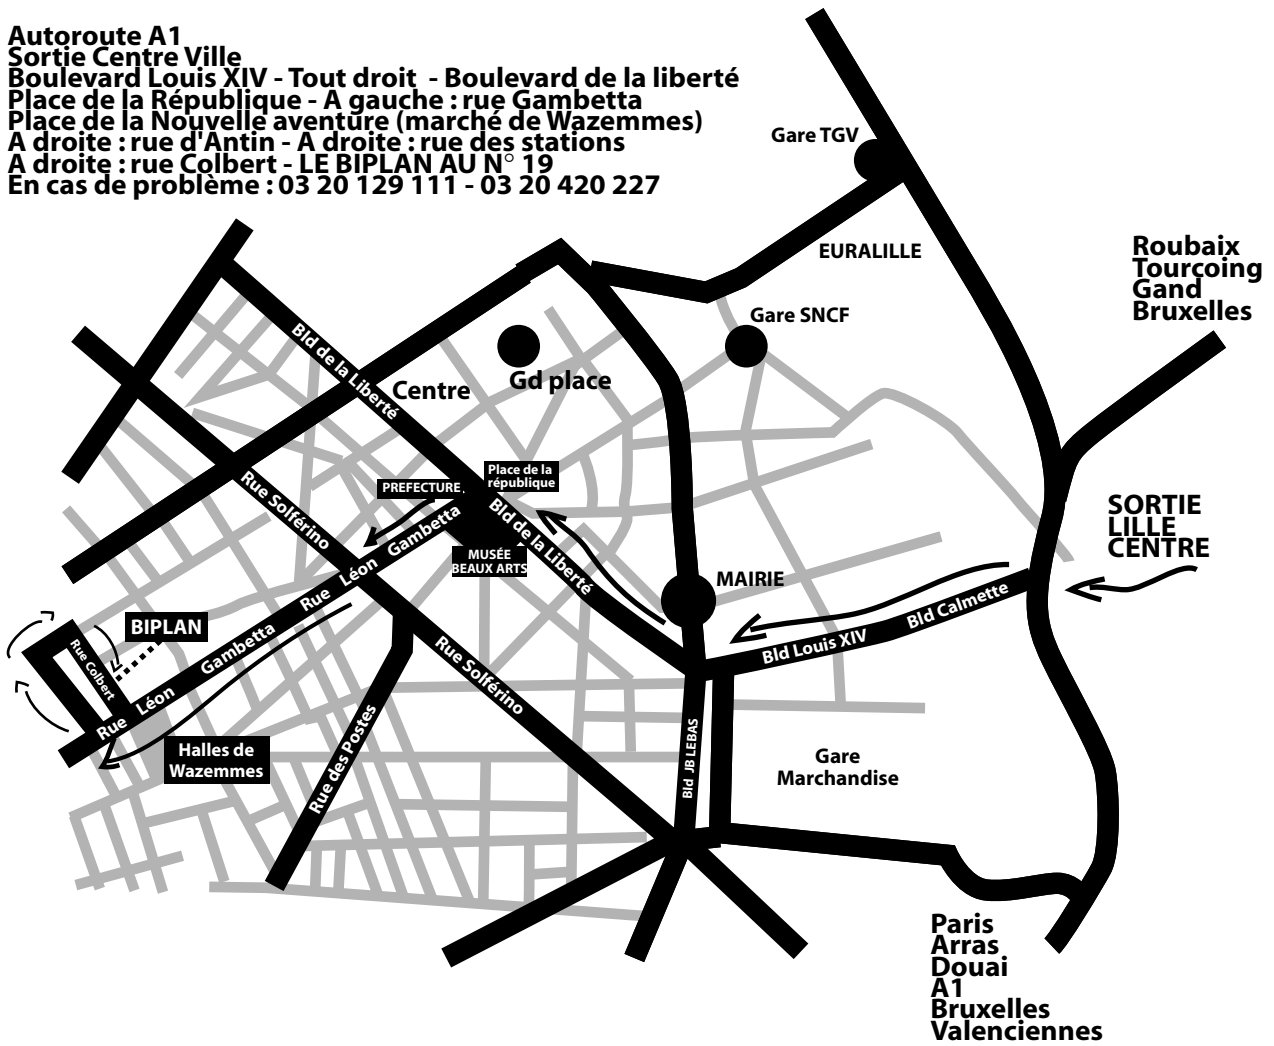 Autoroute A1
Sortie Centre Ville
Boulevard Louis XIV - Tout droit  - Boulevard de la liberté
Place de la République - A gauche : rue Gambetta
Place de la Nouvelle aventure (marché de Wazemmes)
A droite : rue d'Antin - A droite : rue des stations
A droite : rue Colbert - LE BIPLAN AU N° 19
En cas de problème : 03 20 129 111 - 03 20 420 227
Gare TGV
EURALILLE
Roubaix
Tourcoing
Gand
Bruxelles
Gare SNCF
Bld de la Liberté
Centre
Gd place
Place de la
république
PREFECTURE
Rue Solférino
Bld de la Liberté
MUSÉE
BEAUX ARTS
SORTIE
LILLE
CENTRE
MAIRIE
Bld Calmette
Bld Louis XIV
Rue Léon Gambetta
BIPLAN
Rue Colbert
Rue Léon Gambetta
Rue Solférino
Halles de
Wazemmes
Rue des Postes
Bld JB LEBAS
Gare
Marchandise
Paris
Arras
Douai
A1
Bruxelles
Valenciennes